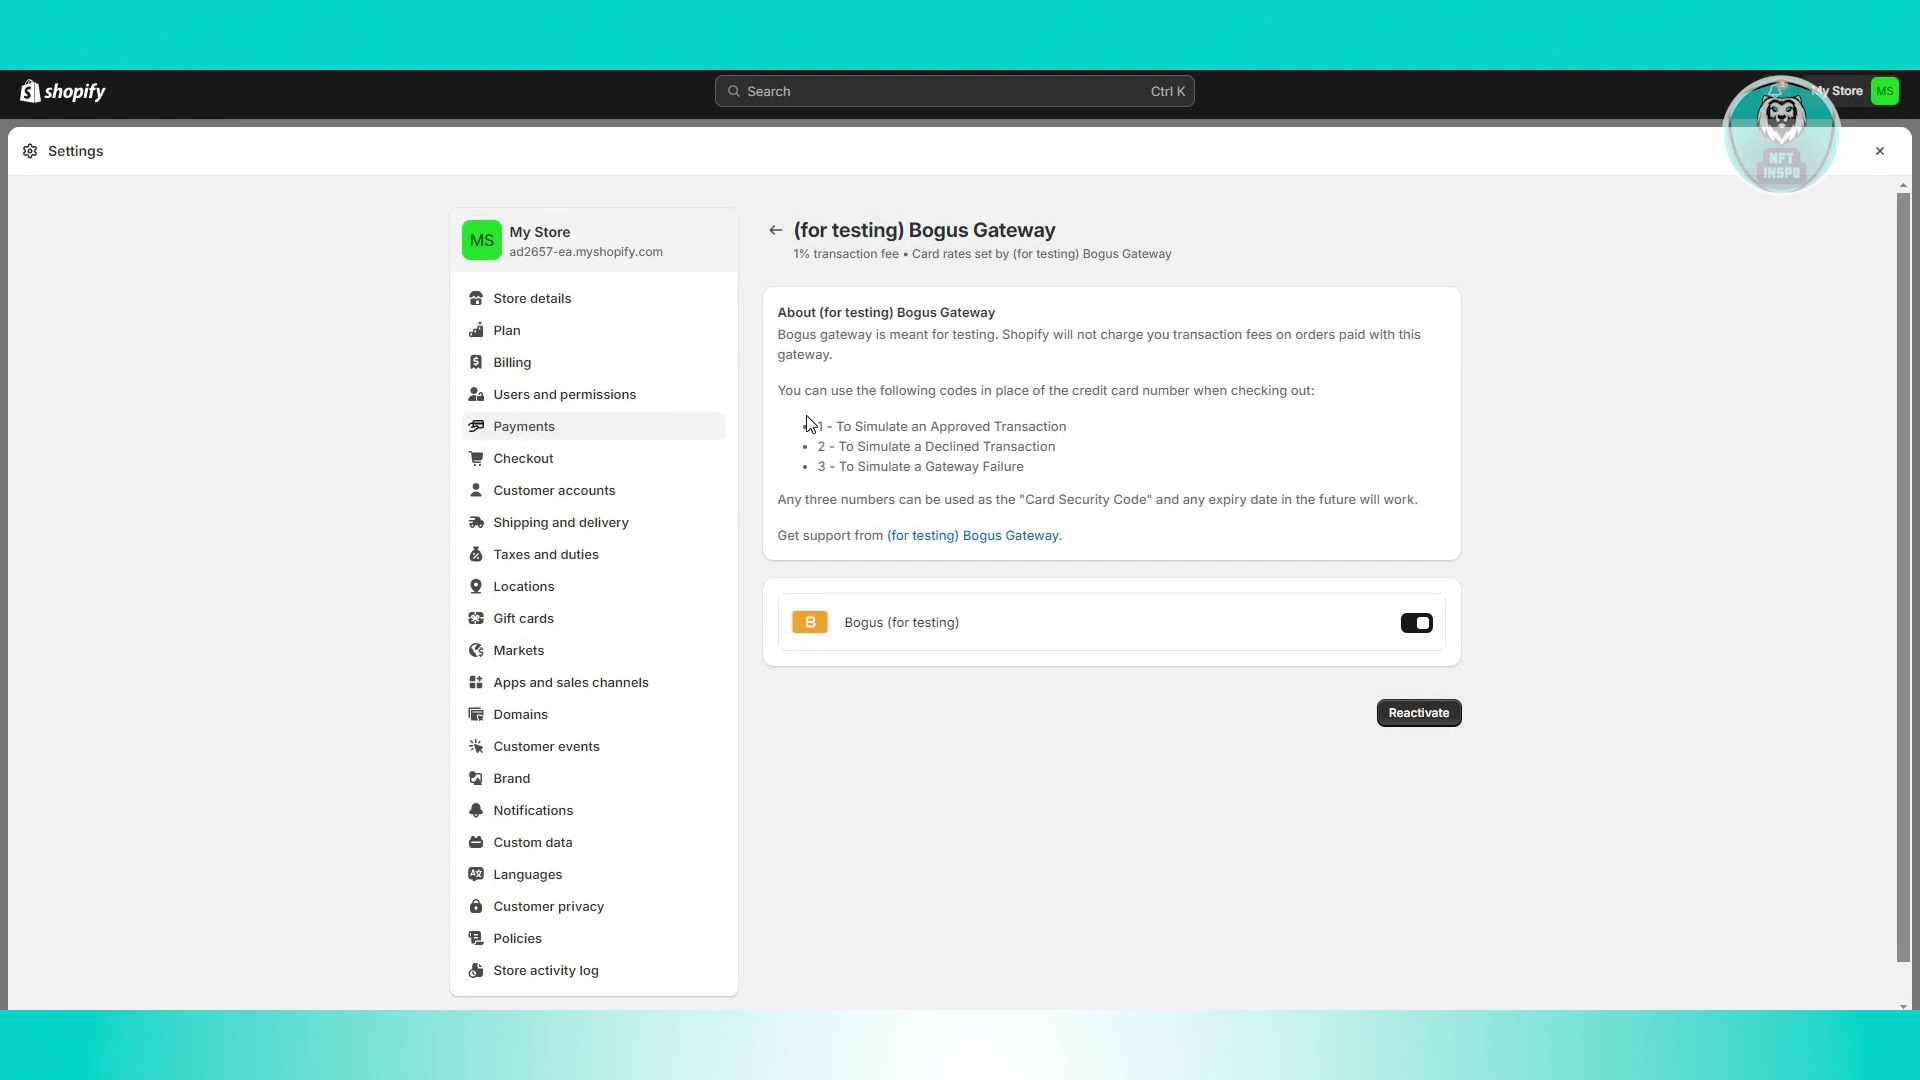 shopify
Search
Ctrl K
My Store
MS
NFT
INSPO
Settings
MS
My Store
ad2657-ea.myshopify.com
Store details
Plan
Billing
Users and permissions
Payments
Checkout
Customer accounts
Shipping and delivery
Taxes and duties
Locations
Gift cards
Markets
Apps and sales channels
Domains
Customer events
Brand
Notifications
Custom data
Languages
Customer privacy
Policies
Store activity log
(for testing) Bogus Gateway
1% transaction fee • Card rates set by (for testing) Bogus Gateway
About (for testing) Bogus Gateway
Bogus gateway is meant for testing. Shopify will not charge you transaction fees on orders paid with this
gateway.
You can use the following codes in place of the credit card number when checking out:
• 1 - To Simulate an Approved Transaction
• 2 - To Simulate a Declined Transaction
• 3 - To Simulate a Gateway Failure
Any three numbers can be used as the "Card Security Code" and any expiry date in the future will work.
Get support from (for testing) Bogus Gateway.
B
Bogus (for testing)
Reactivate